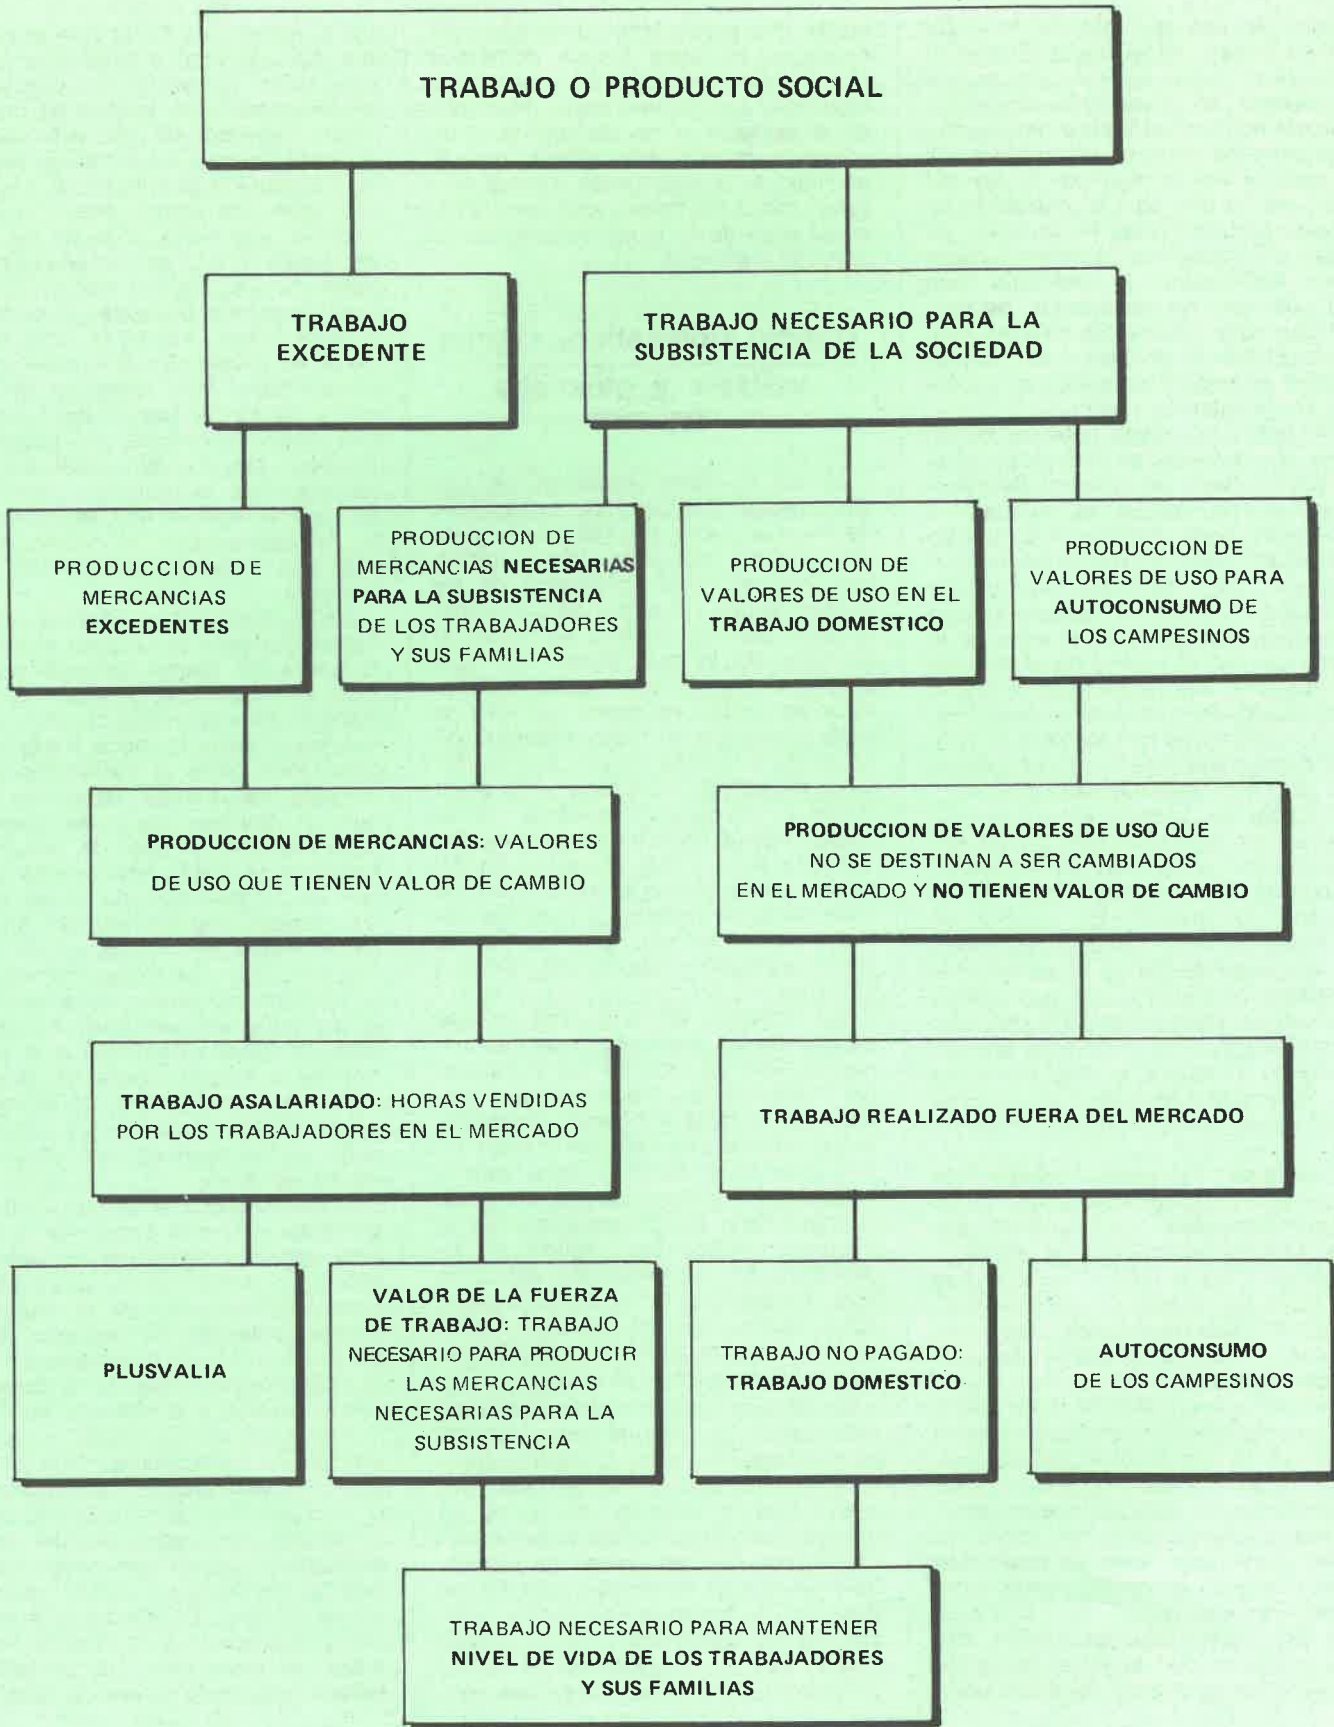 TRABAJO O PRODUCTO SOCIAL
TRABAJO
EXCEDENTE
TRABAJO NECESARIO PARA LA
SUBSISTENCIA DE LA SOCIEDAD
PRODUCCION DE
MERCANCIAS
EXCEDENTES
PRODUCCION DE
MERCANCIAS NECESARIAS
PARA LA SUBSISTENCIA
DE LOS TRABAJADORES
Y SUS FAMILIAS
PRODUCCION DE
VALORES DE USO EN EL
TRABAJO DOMESTICO
PRODUCCION DE
VALORES DE USO PARA
AUTOCONSUMO DE
LOS CAMPESINOS
PRODUCCION DE MERCANCIAS: VALORES
DE USO QUE TIENEN VALOR DE CAMBIO
PRODUCCION DE VALORES DE USO QUE
NO SE DESTINAN A SER CAMBIADOS
EN EL MERCADO Y NO TIENEN VALOR DE CAMBIO
TRABAJO ASALARIADO: HORAS VENDIDAS
POR LOS TRABAJADORES EN EL MERCADO
TRABAJO REALIZADO FUERA DEL MERCADO
PLUSVALIA
VALOR DE LA FUERZA
DE TRABAJO: TRABAJO
NECESARIO PARA PRODUCIR
LAS MERCANCIAS
NECESARIAS PARA LA
SUBSISTENCIA
TRABAJO NO PAGADO:
TRABAJO DOMESTICO
AUTOCONSUMO
DE LOS CAMPESINOS
TRABAJO NECESARIO PARA MANTENER
NIVEL DE VIDA DE LOS TRABAJADORES
Y SUS FAMILIAS